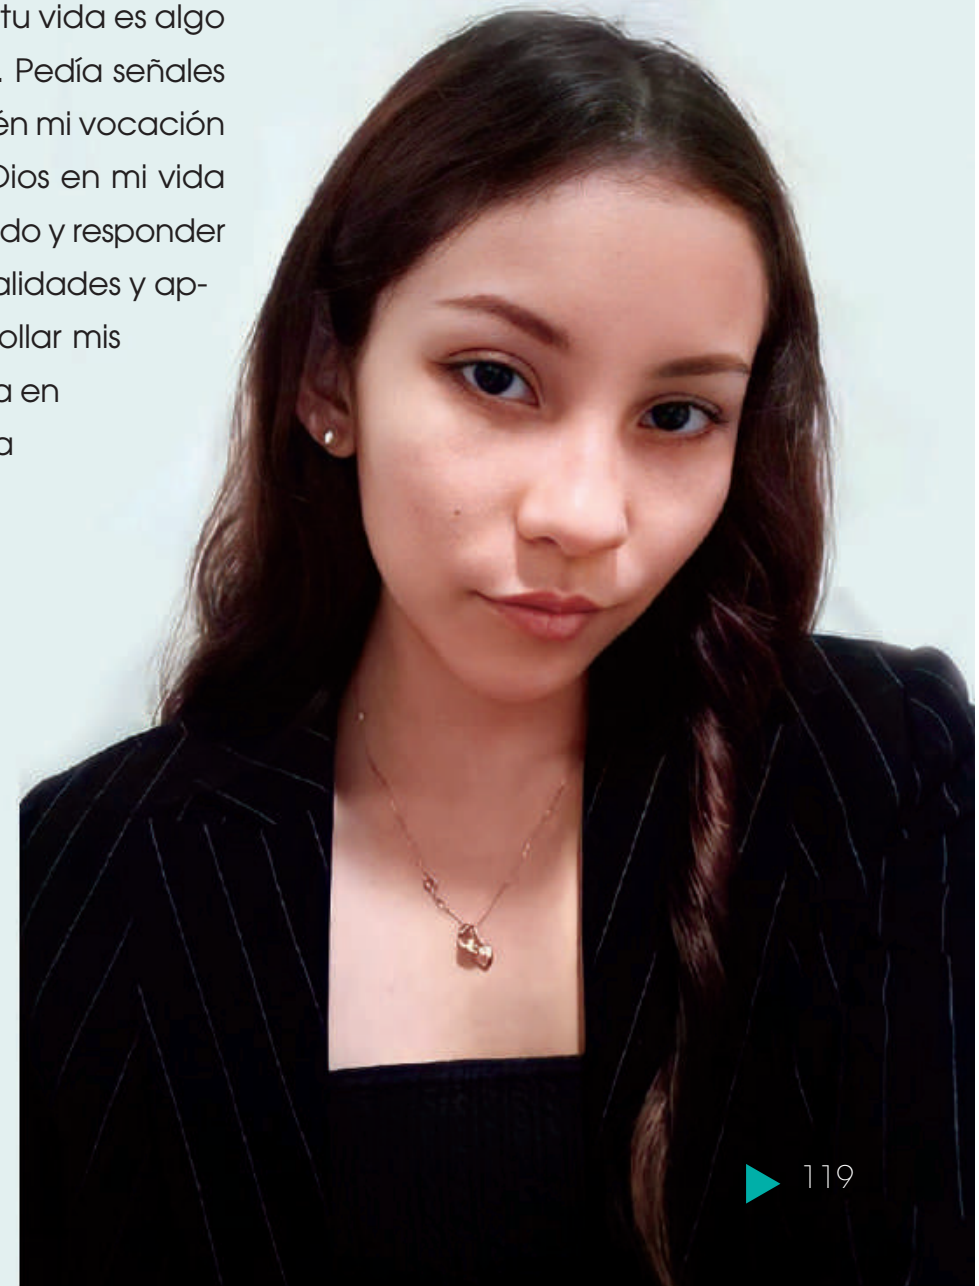 tu vida es algo
. Pedía señales
én mi vocación
Dios en mi vida
do y responder
alidades y ap-
ollar mis
a en
a
119